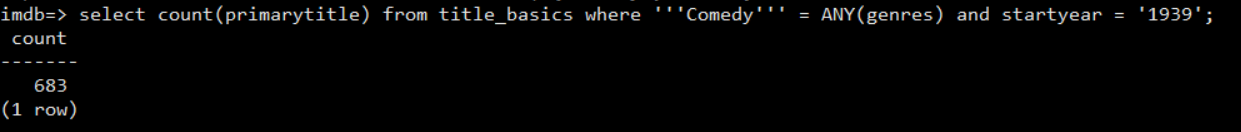 imdb=> select count(primarytitle) from title_basics where '''Comedy''' = ANY(genres) and startyear = '1939';
count
-------
683
(1 row)